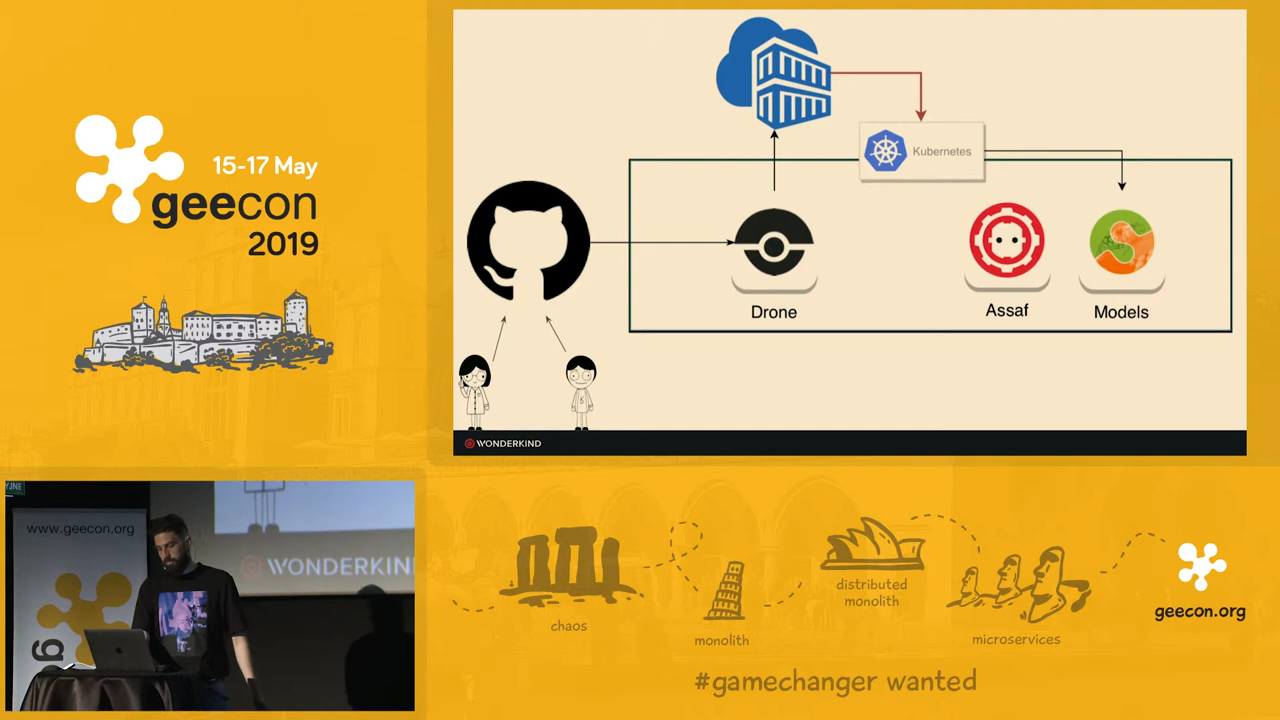 15-17 May
geecon
2019
Kubernetes
Drone
Assaf
Models
WONDERKIND
YJNE
www.geecon.org
WONDERKIN
g
chaos
monolith
distributed
monolith
microservices
geecon.org
#gamechanger wanted